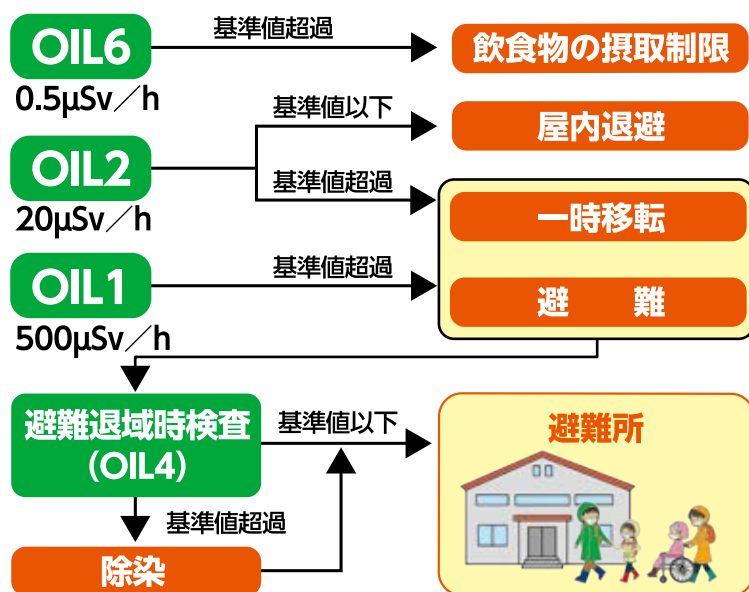 OIL6
0.5μSv／h
基準値超過
飲食物の摂取制限
OIL2
20μSv／h
基準値以下
屋内退避
基準値超過
一時移転
OIL1
500μSv／h
基準値超過
避　難
避難退域時検査
(OIL4)
基準値以下
避難所
基準値超過
除染